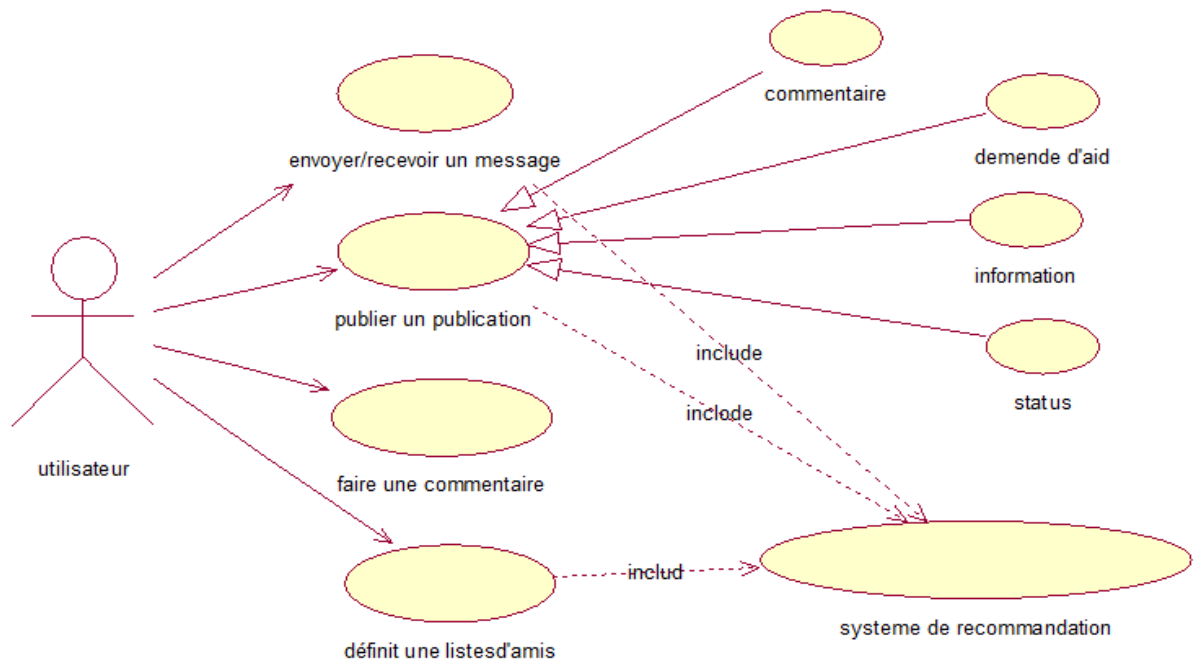 commentaire
envoyer/recevoir un message
demende d'aid
information
publier un publication
include
status
inclode
utilisateur
faire une commentaire
includ
systeme de recommandation
définit une listesd'amis